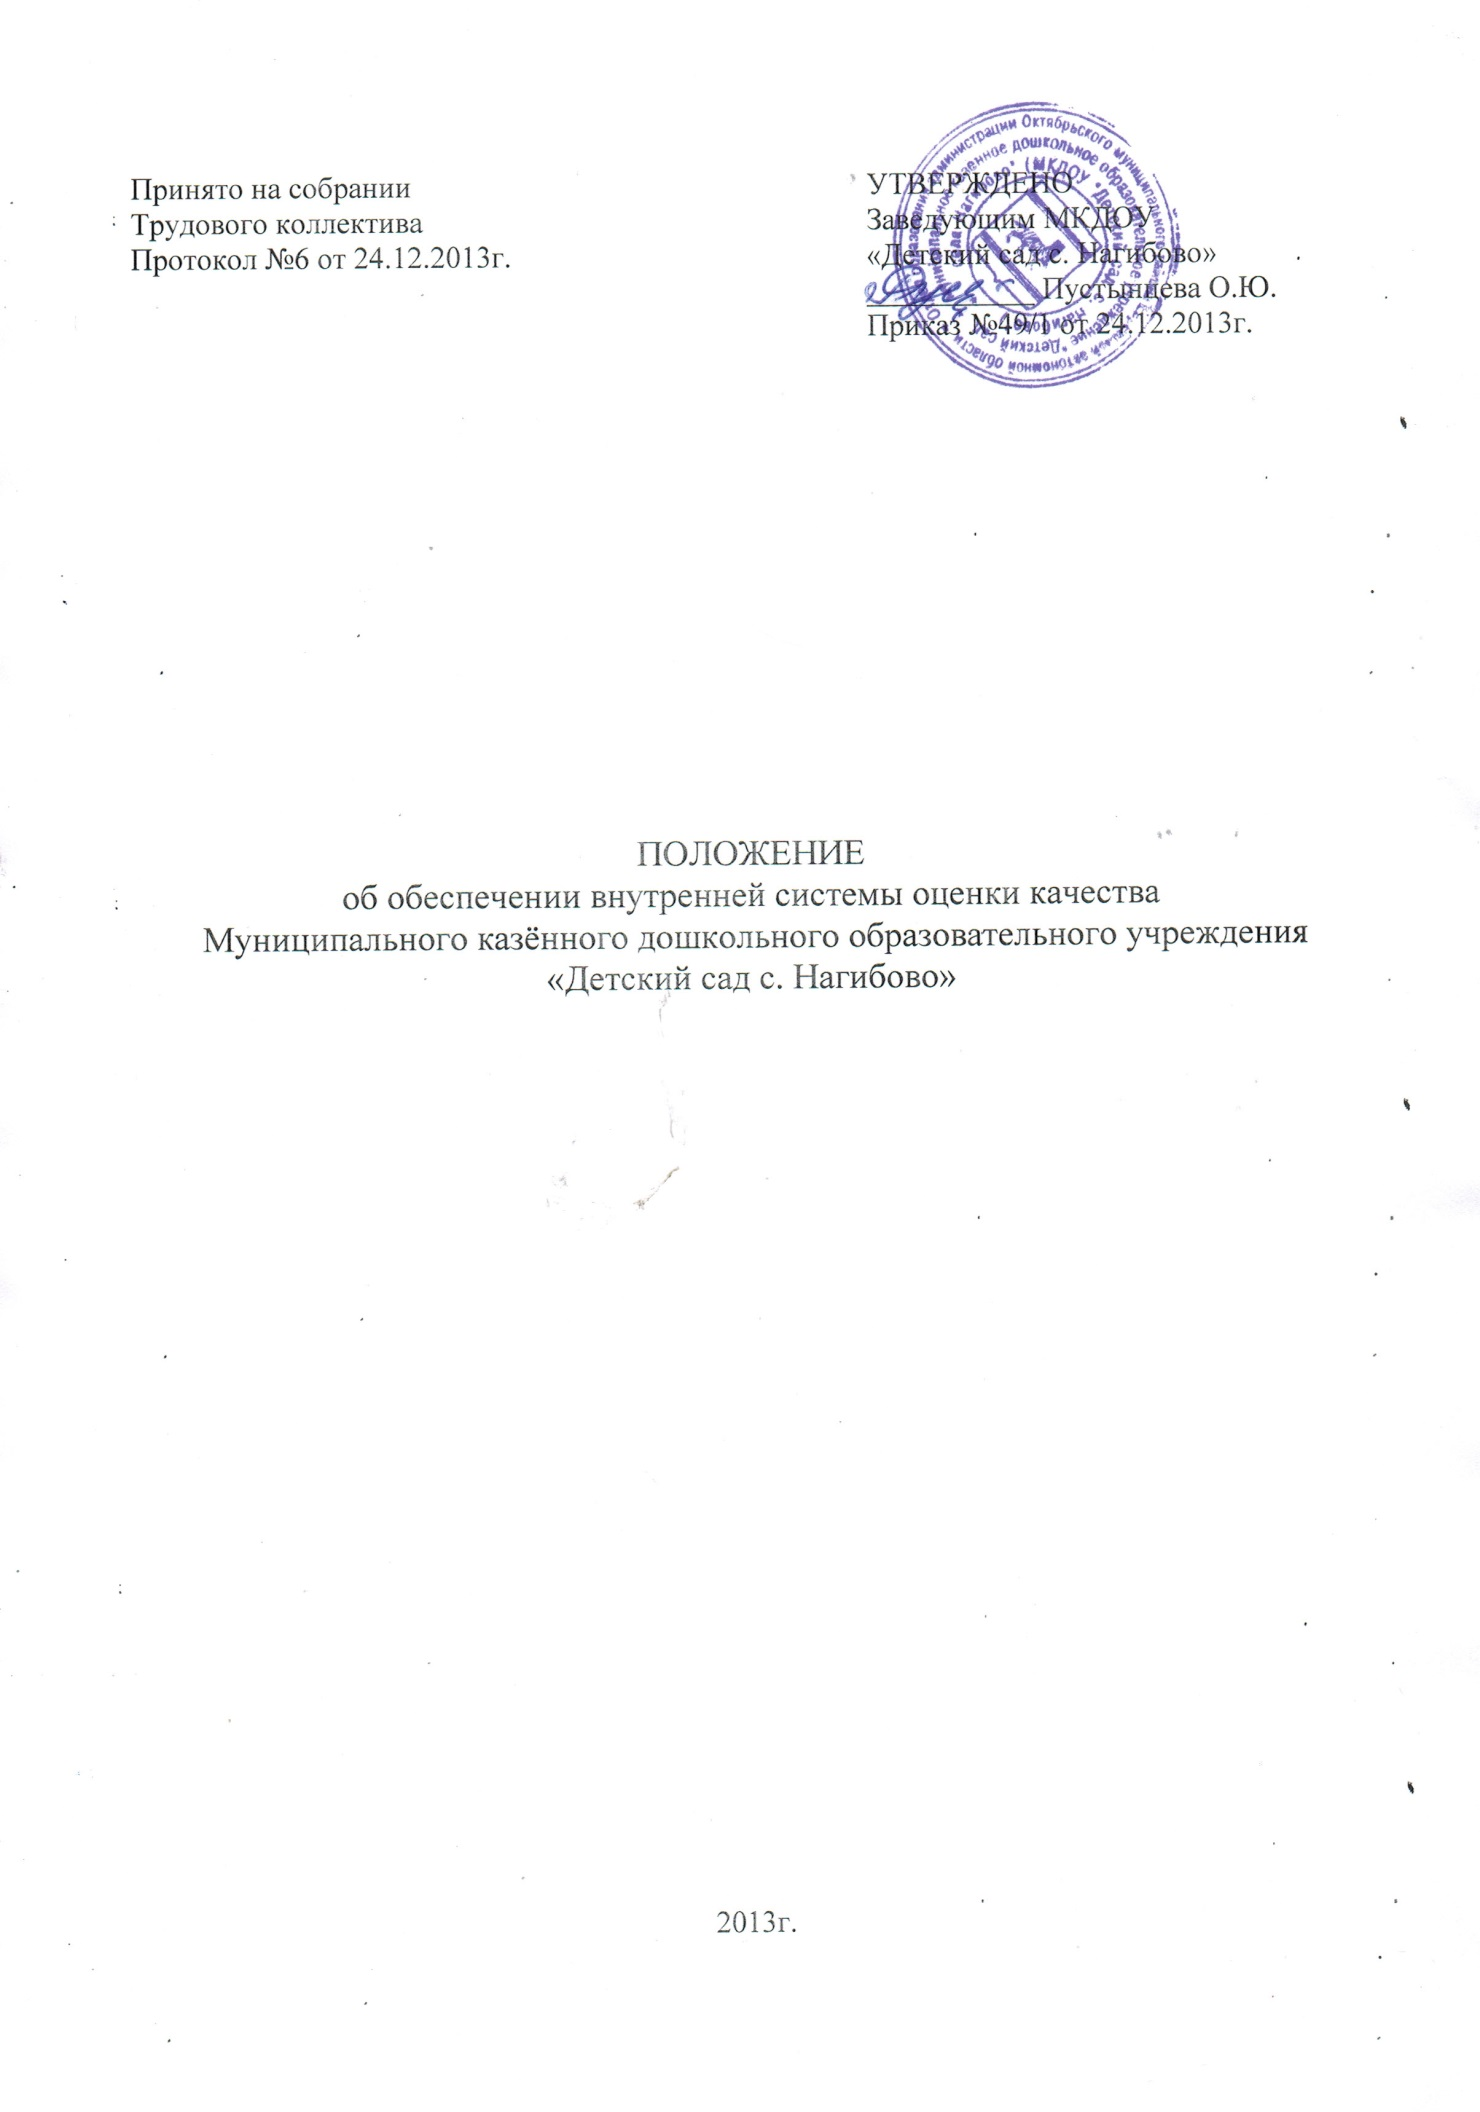 Принято на собрании
Трудового коллектива
Протокол №6 от 24.12.2013г.
УТВЕРЖДЕНО
Заведующим МКДОУ
«Детский сад с. Нагибово»
Пустынцева О.Ю.
Приказ №49/1 от 24.12.2013г.
ПОЛОЖЕНИЕ
об обеспечении внутренней системы оценки качества
Муниципального казённого дошкольного образовательного учреждения
«Детский сад с. Нагибово»
2013г.